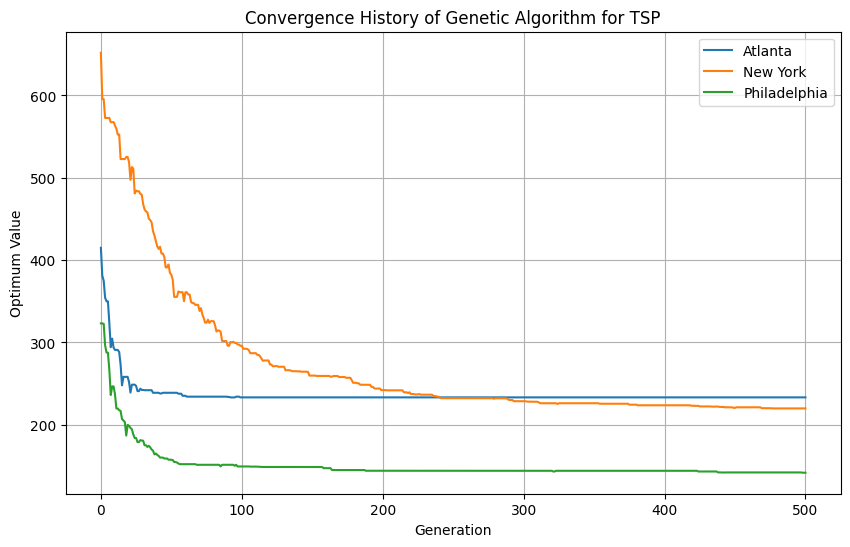 Convergence History of Genetic Algorithm for TSP
Atlanta
New York
Philadelphia
Optimum Value
600
500
400
300
200
0 100 200 300 400 500
Generation